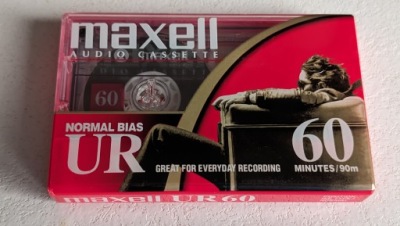 maxell
AUDIO CASSETTE
60
NORMAL BIAS
UR
GREAT FOR EVERYDAY RECORDING
60
MINUTES/90m
maxell UR 60